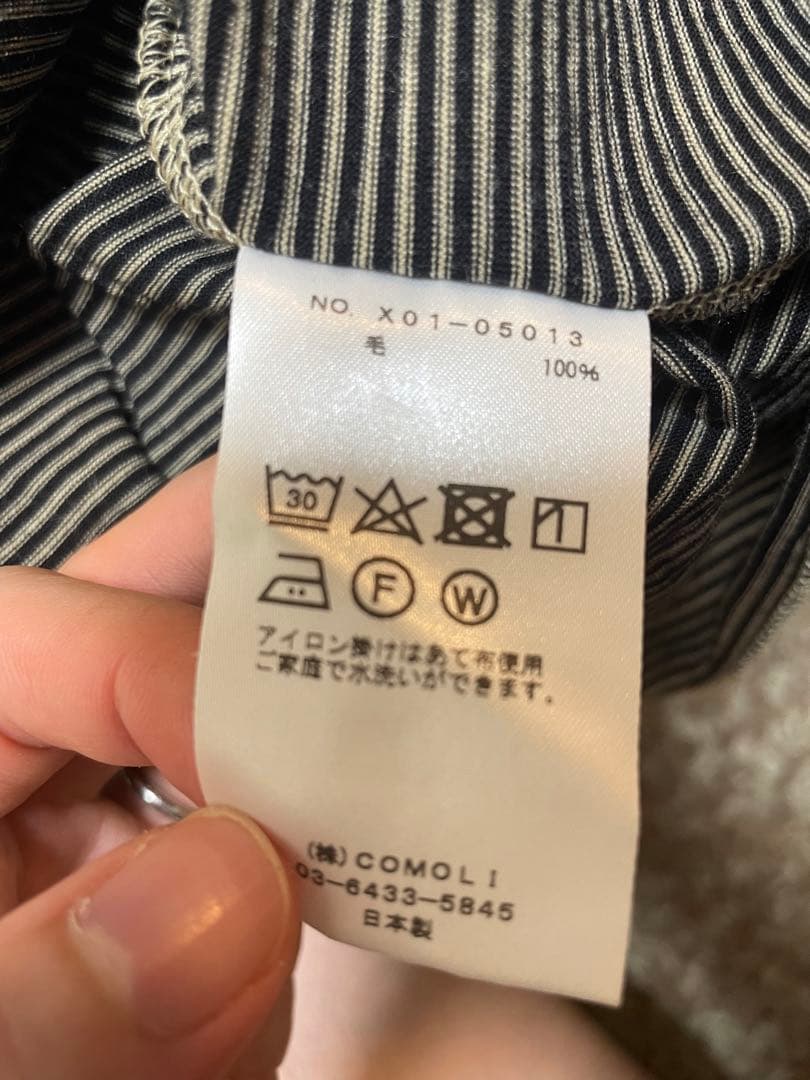 NO. X01-05013
毛 100%
30
F W
アイロン掛けはあて布使用
ご家庭で水洗いができます。
(株)COMOLI
03-6433-5845
日本製